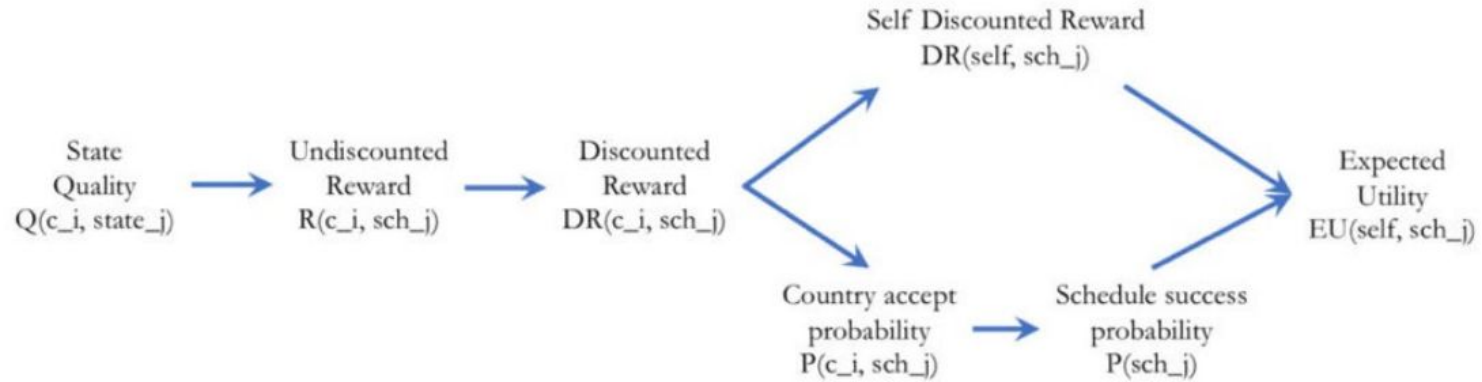 State
Quality
Q(c_i, state_j)
Undiscounted
Reward
R(c_i, sch_j)
Discounted
Reward
DR(c_i, sch_j)
Self Discounted Reward
DR(self, sch_j)
Country accept
probability
P(c_i, sch_j)
Schedule success
probability
P(sch_j)
Expected
Utility
EU(self, sch_j)